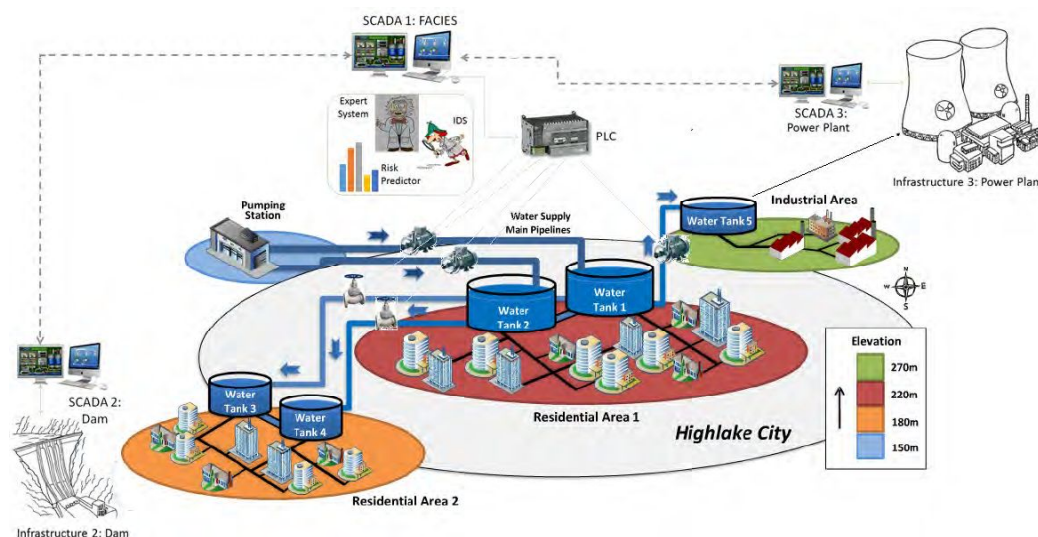 SCADA 1: FACIES
Expert
System
IDS
Risk
Predictor
PLC
SCADA 3:
Power Plant
Infrastructure 3: Power Plan
Pumping
Station
Water Supply
Main Pipelines
Water Tank 5
Industrial Area
Water
Tank 1
Water
Tank 2
N
W
E
S
Elevation
270m
220m
180m
150m
SCADA 2:
Dam
Water
Tank 3
Water
Tank 4
Residential Area 1
Highlake City
Residential Area 2
Infrastructure 2: Dam